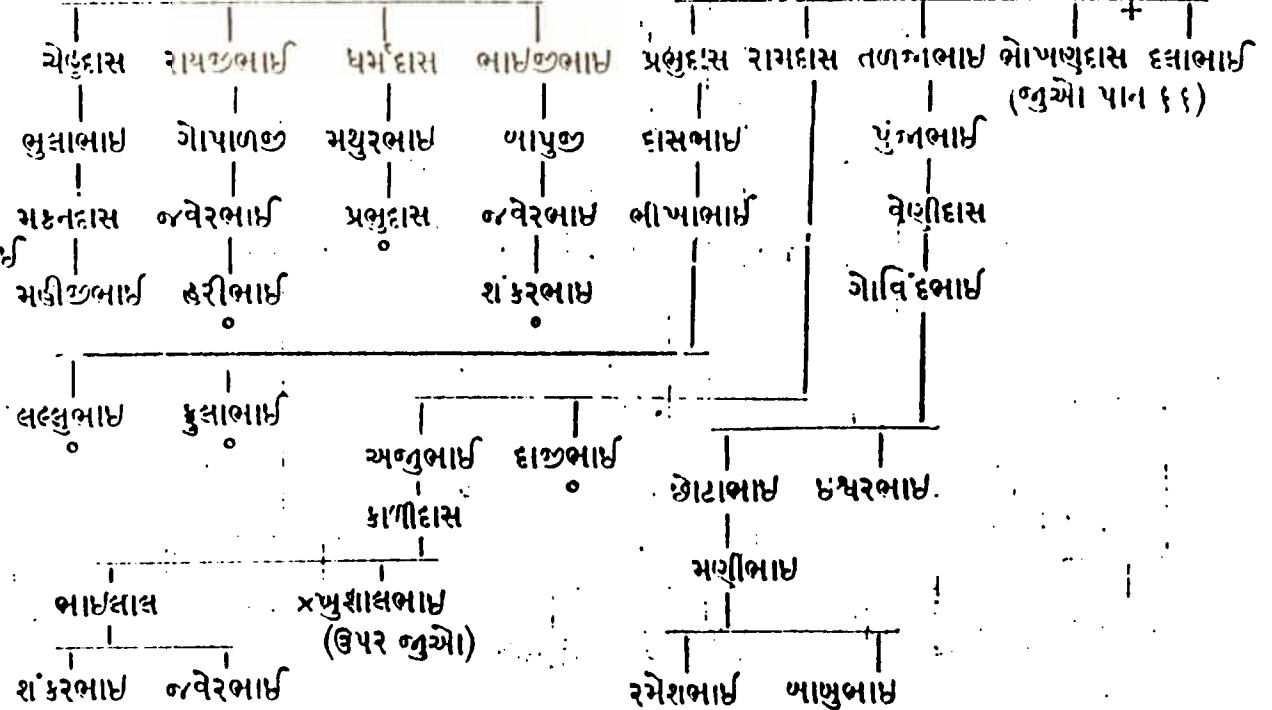 ચેહુદાસ રાયજીભાઈ ધર્મદાસ ભાઈજીભાઈ પ્રભુદાસ રામદાસ તળજાભાઈ ભોખણદાસ દલાભાઈ
(જુઓ પાન ૬૬)
ભુલાભાઈ ગોપાળજી મથુરભાઈ બાપુજી દાસભાઈ પુંજાભાઈ
મકનદાસ જવેરભાઈ પ્રભુદાસ જવેરભાઈ ભીખાભાઈ વેણીદાસ
મહીજીભાઈ હરીભાઈ શંકરભાઈ ગોવિંદભાઈ
લલ્લુભાઈ ફુલાભાઈ
અજુભાઈ દાજીભાઈ
છોટાભાઈ ઇશ્વરભાઈ.
કાળીદાસ
મણીભાઈ
ભાઈલાલ ×ખુશાલભાઈ
(ઉપર જુઓ)
શંકરભાઈ જવેરભાઈ રમેશભાઈ બાબુભાઈ